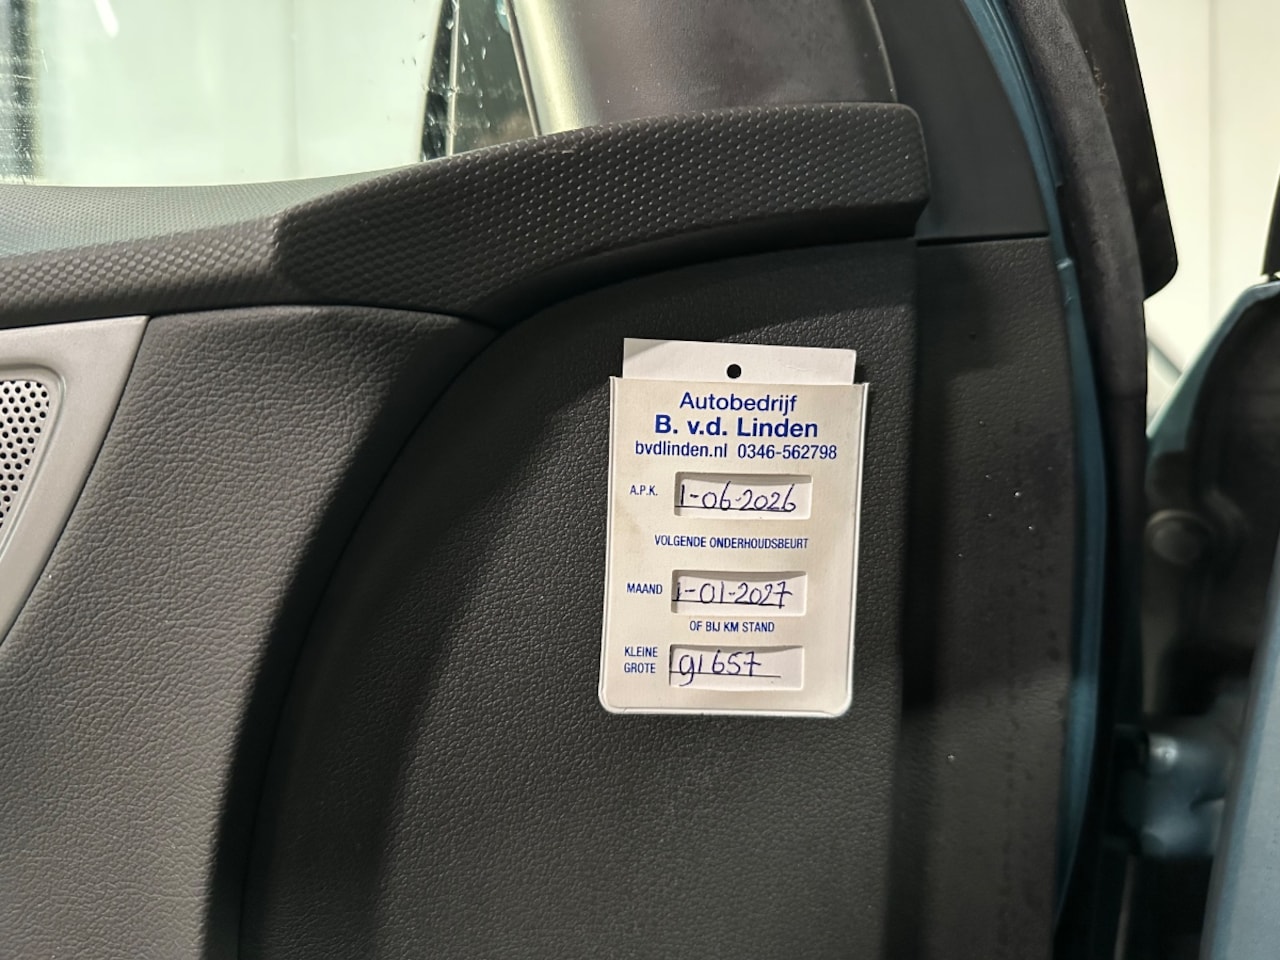 Autobedrijf
B. v.d. Linden
bvdlinden.nl 0346-562798
A.P.K. 1-06-2026
VOLGENDE ONDERHOUDSBEURT
MAAND 1-01-2027
OF BIJ KM STAND
KLEINE
GROTE 91657